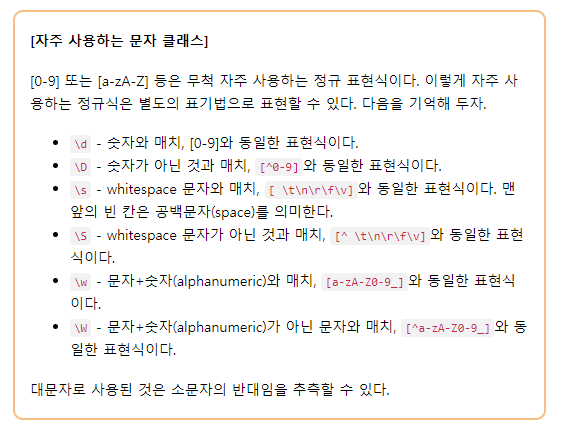 [자주 사용하는 문자 클래스]
[0-9] 또는 [a-zA-Z] 등은 무척 자주 사용하는 정규 표현식이다. 이렇게 자주 사
용하는 정규식은 별도의 표기법으로 표현할 수 있다. 다음을 기억해 두자.
• \d - 숫자와 매치, [0-9]와 동일한 표현식이다.
• \D - 숫자가 아닌 것과 매치, [^0-9]와 동일한 표현식이다.
• \s - whitespace 문자와 매치, [ \t\n\r\f\v]와 동일한 표현식이다. 맨
앞의 빈 칸은 공백문자(space)를 의미한다.
• \S - whitespace 문자가 아닌 것과 매치, [^ \t\n\r\f\v]와 동일한 표현
식이다.
• \w - 문자+숫자(alphanumeric)와 매치, [a-zA-Z0-9_]와 동일한 표현식
이다.
• \W - 문자+숫자(alphanumeric)가 아닌 문자와 매치, [^a-zA-Z0-9_]와 동
일한 표현식이다.
대문자로 사용된 것은 소문자의 반대임을 추측할 수 있다.